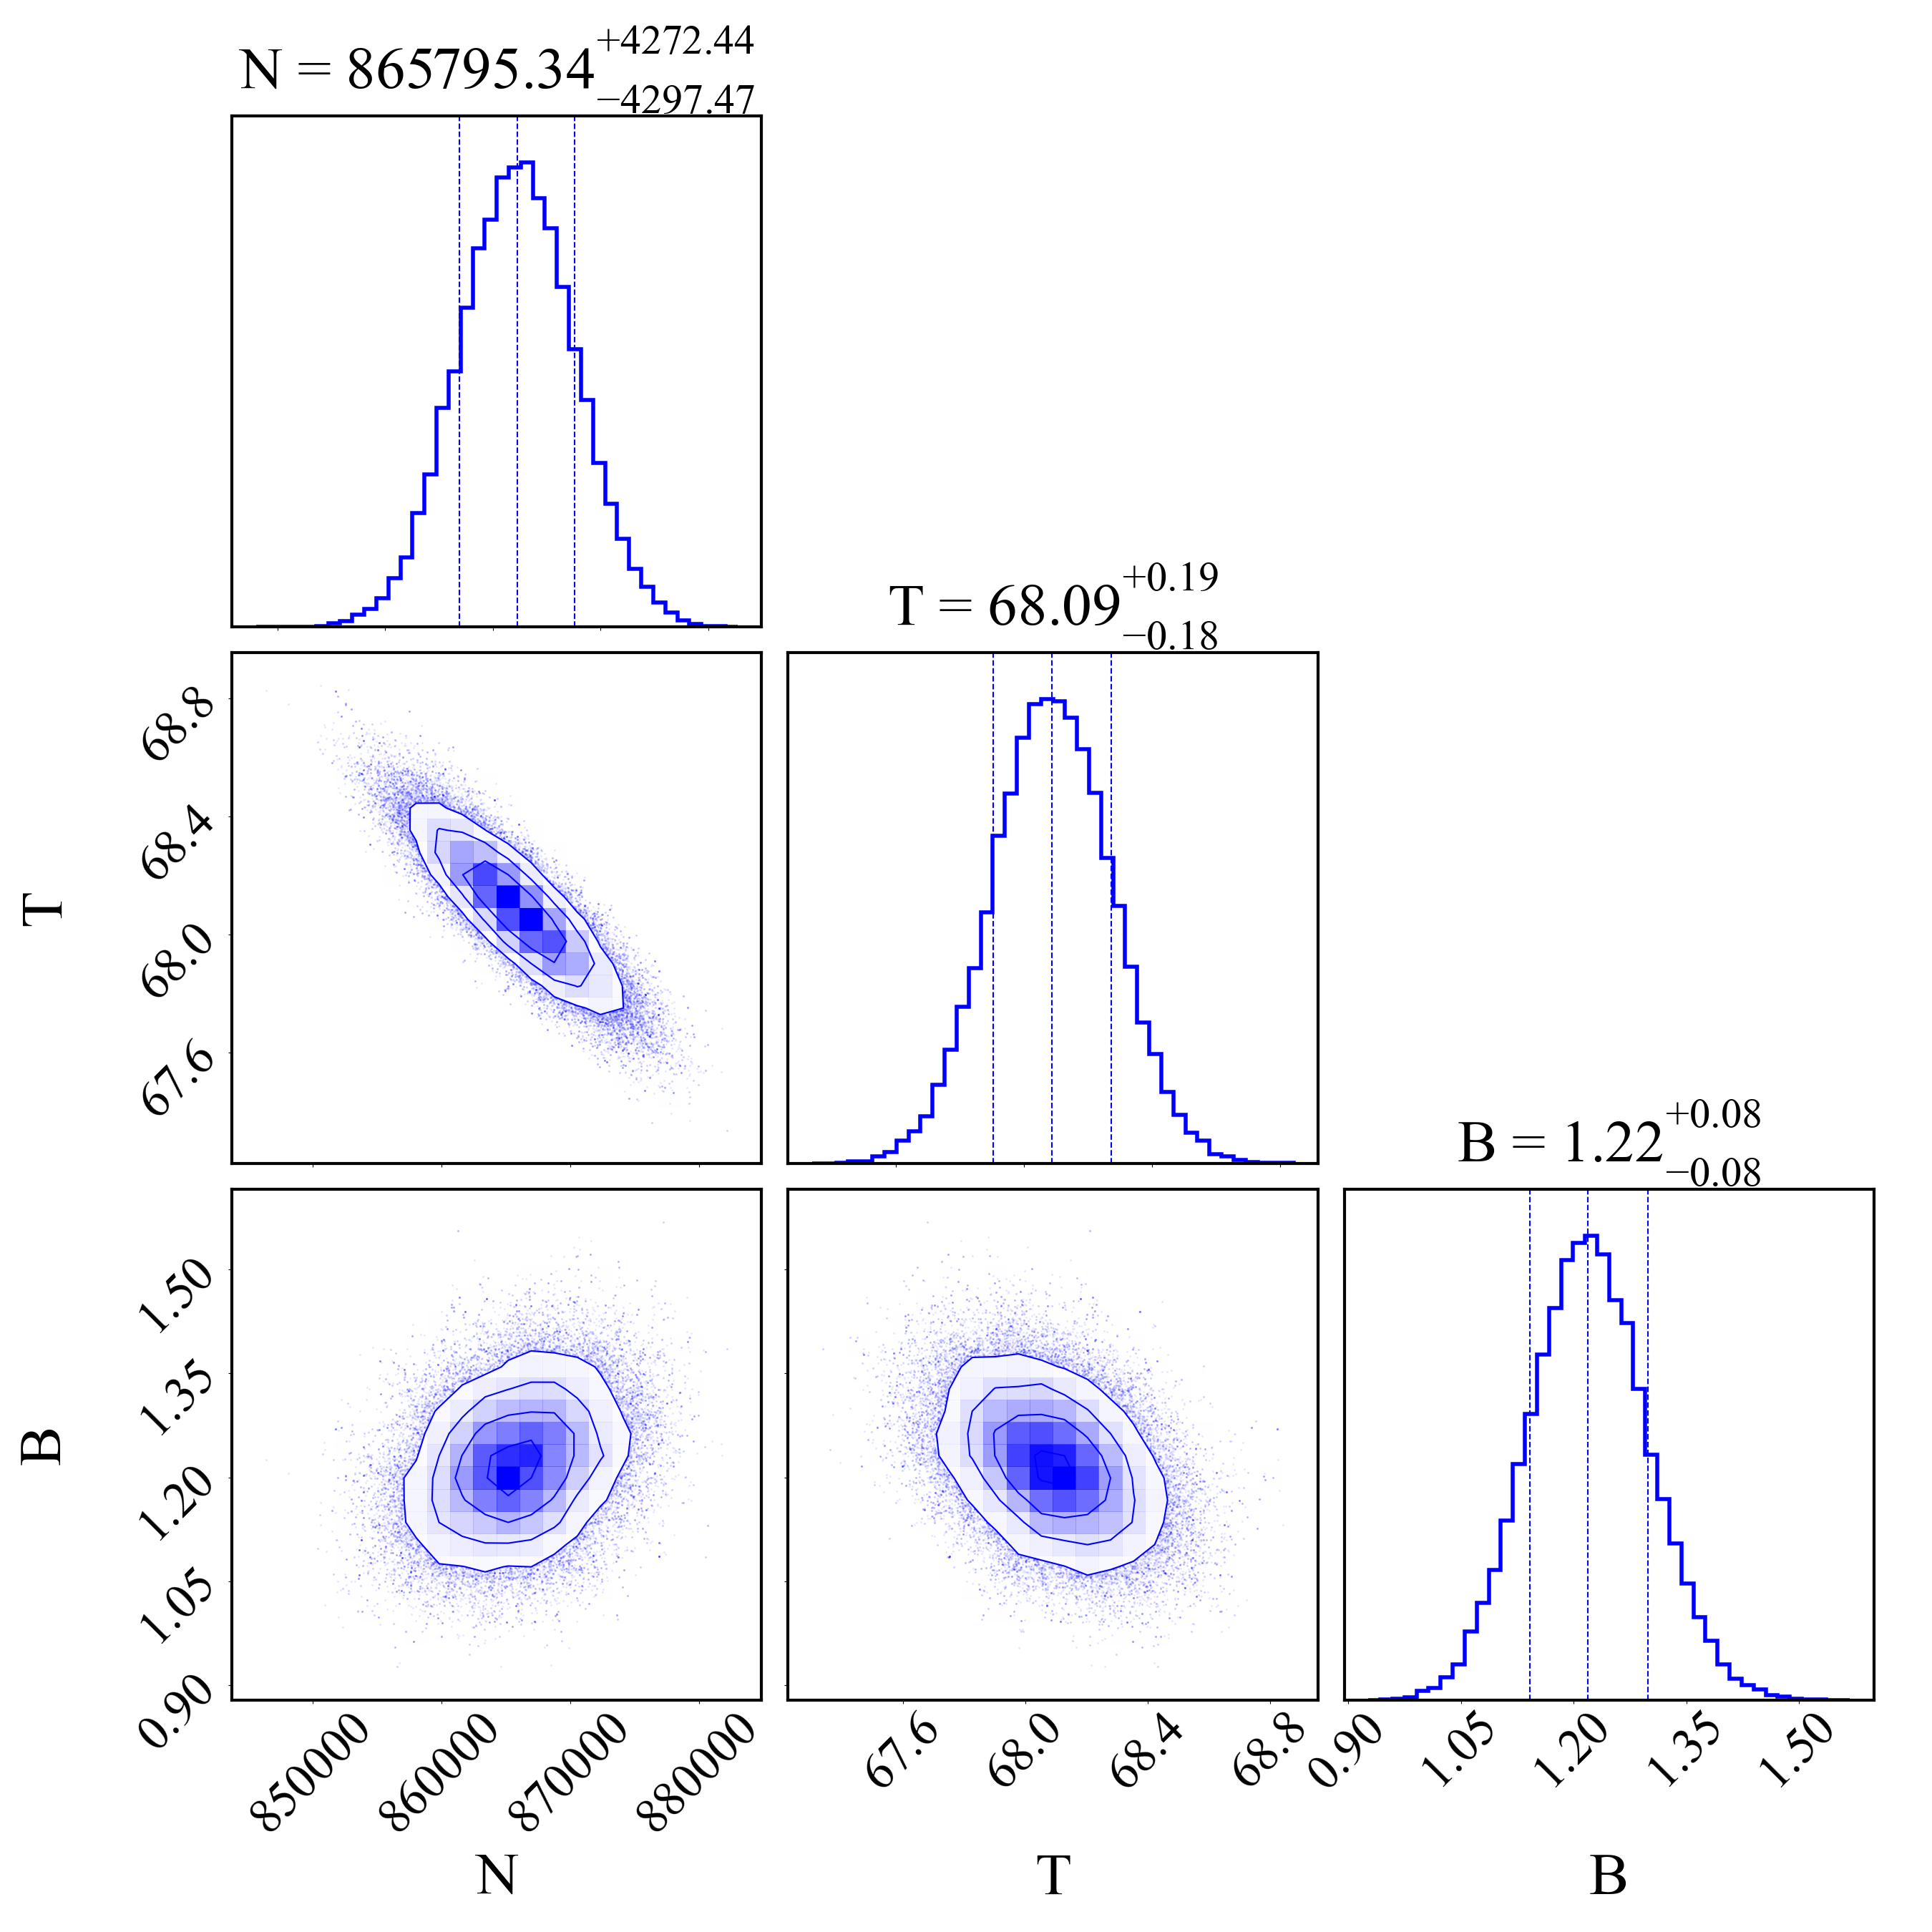 N = 865795.34 +4272.44 −4297.47
T = 68.09 +0.19 −0.18
68.8
68.4
68.0
67.6
T
B = 1.22 +0.08 −0.08
1.50
1.35
1.20
1.05
0.90
B
850000 860000 870000 880000
67.6 68.0 68.4 68.8
0.90 1.05 1.20 1.35 1.50
N T B